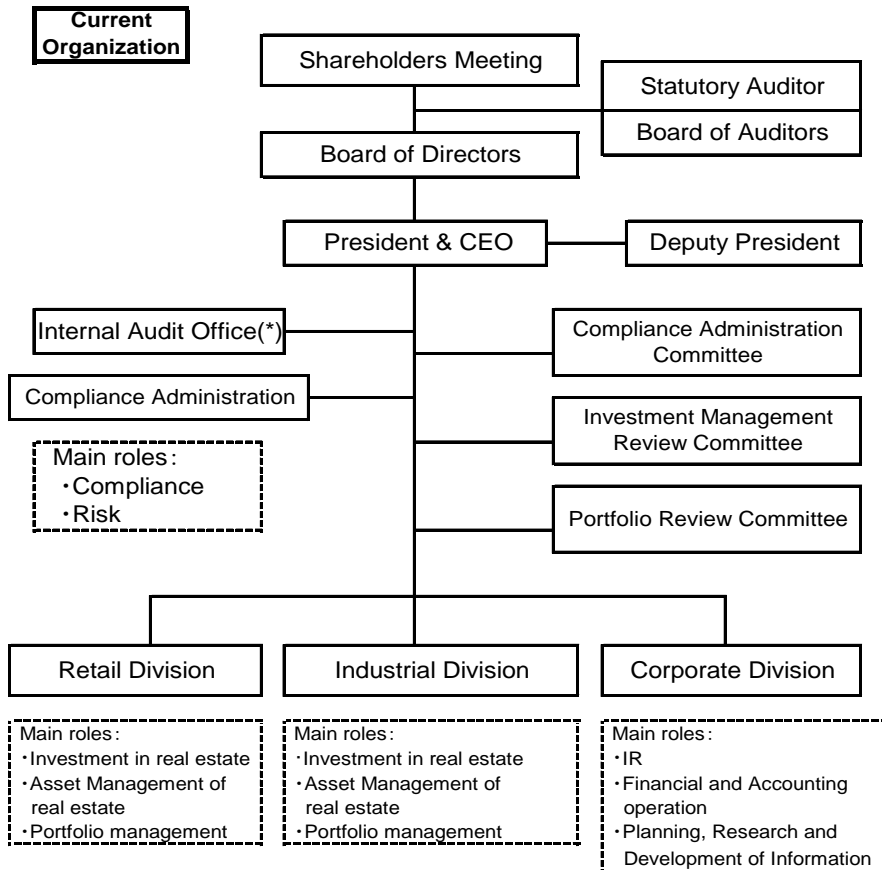 Current
Organization
Shareholders Meeting
Statutory Auditor
Board of Auditors
Board of Directors
President & CEO
Deputy President
Internal Audit Office(*)
Compliance Administration
Committee
Compliance Administration
Investment Management
Review Committee
Main roles：
・Compliance
・Risk
Portfolio Review Committee
Retail Division
Industrial Division
Corporate Division
Main roles：
・Investment in real estate
・Asset Management of
real estate
・Portfolio management
Main roles：
・Investment in real estate
・Asset Management of
real estate
・Portfolio management
Main roles：
・IR
・Financial and Accounting
operation
・Planning, Research and
Development of Information